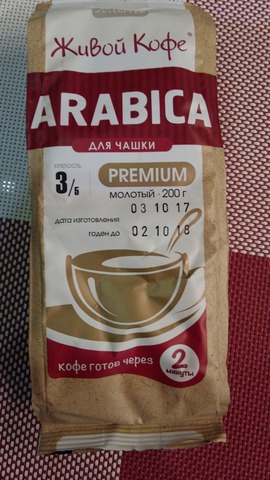 Живой Кофе®
ARABICA
ДЛЯ ЧАШКИ
КРЕПОСТЬ
3/5
PREMIUM
МОЛОТЫЙ · 200 г
ДАТА ИЗГОТОВЛЕНИЯ 03 10 17
ГОДЕН ДО 02 10 18
кофе готов через 2 минуты